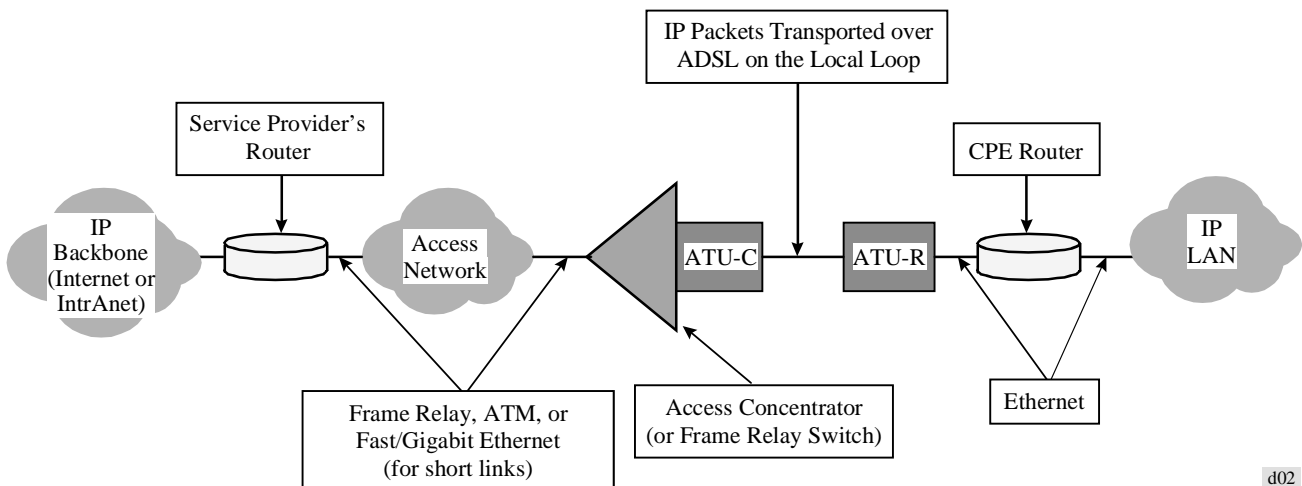 IP Packets Transported over
ADSL on the Local Loop
Service Provider's
Router
CPE Router
IP
Backbone
(Internet or
IntrAnet)
Access
Network
ATU-C
ATU-R
IP
LAN
Frame Relay, ATM, or
Fast/Gigabit Ethernet
(for short links)
Access Concentrator
(or Frame Relay Switch)
Ethernet
d02